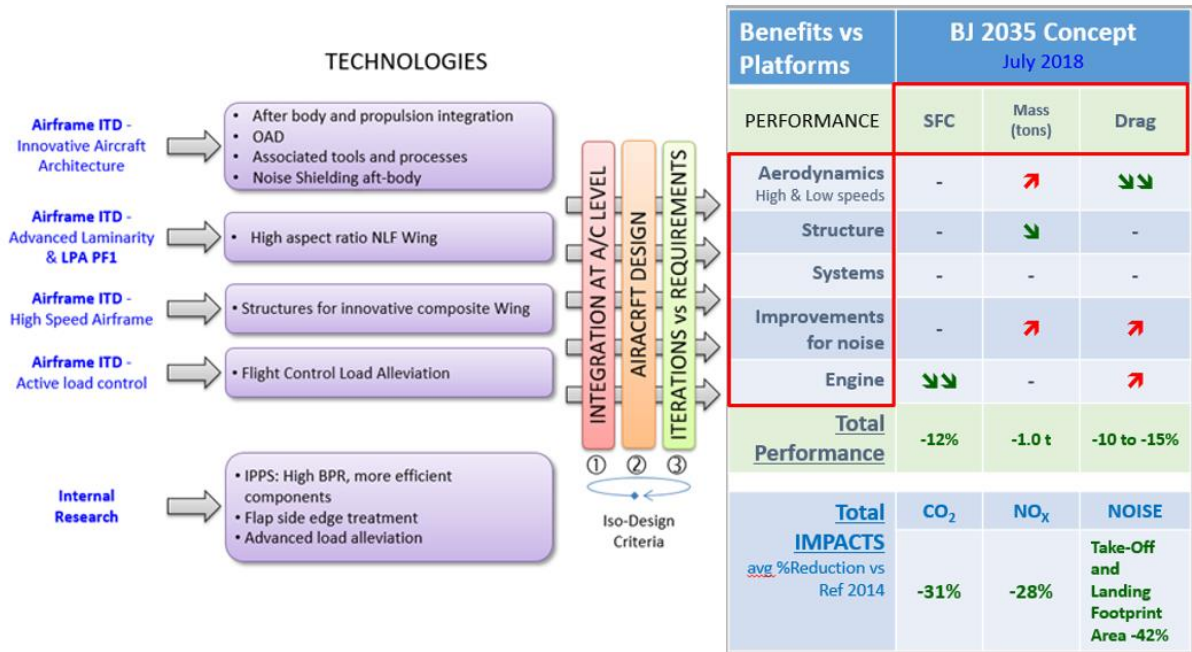 TECHNOLOGIES
Airframe ITD -
Innovative Aircraft
Architecture
• After body and propulsion integration
• OAD
• Associated tools and processes
• Noise Shielding aft-body
Airframe ITD -
Advanced Laminarity
& LPA PF1
• High aspect ratio NLF Wing
Airframe ITD -
High Speed Airframe
• Structures for innovative composite Wing
Airframe ITD -
Active load control
• Flight Control Load Alleviation
Internal
Research
• IPPS: High BPR, more efficient
components
• Flap side edge treatment
• Advanced load alleviation
INTEGRATION AT A/C LEVEL
AIRACRFT DESIGN
ITERATIONS vs REQUIREMENTS
① ② ③
Iso-Design
Criteria
Benefits vs
Platforms
BJ 2035 Concept
July 2018
PERFORMANCE
SFC
Mass
(tons)
Drag
Aerodynamics
High & Low speeds
- ↗ ↘↘
Structure
- ↘ -
Systems
- - -
Improvements
for noise
- ↗ ↗
Engine
↘↘ - ↗
Total
Performance
-12% -1.0 t -10 to -15%
Total
IMPACTS
avg %Reduction vs
Ref 2014
CO₂ NOₓ NOISE
-31%
-28%
Take-Off
and
Landing
Footprint
Area -42%